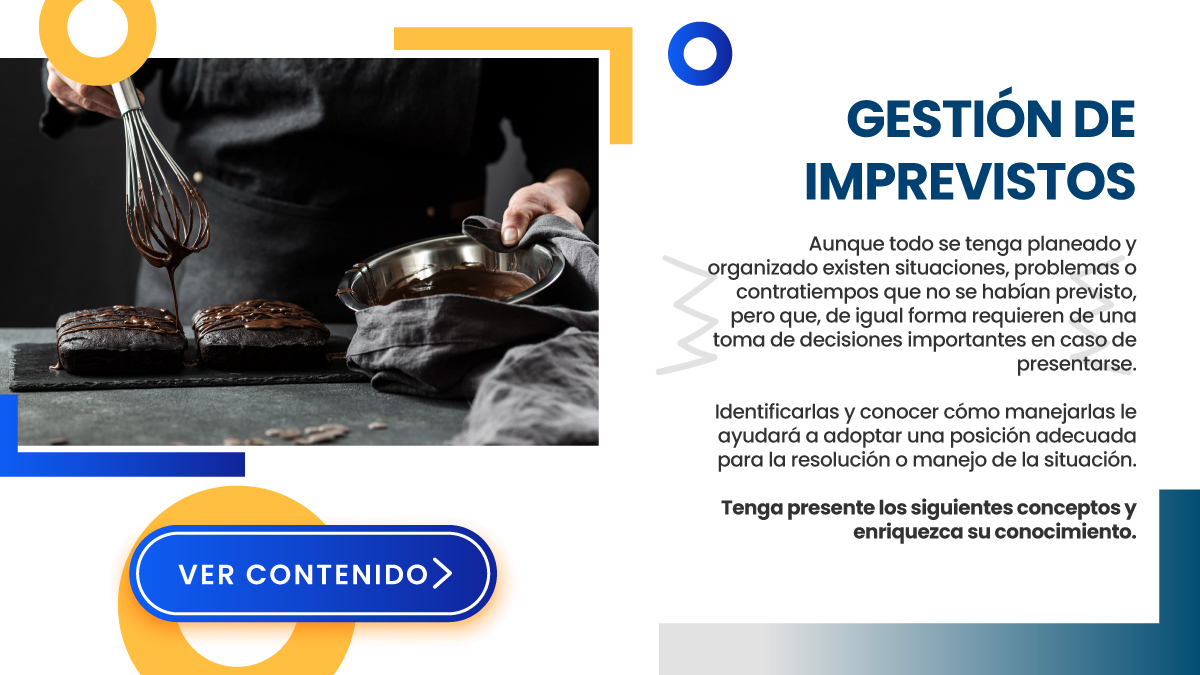 GESTIÓN DE
IMPREVISTOS
Aunque todo se tenga planeado y
organizado existen situaciones, problemas o
contratiempos que no se habían previsto,
pero que, de igual forma requieren de una
toma de decisiones importantes en caso de
presentarse.
Identificarlas y conocer cómo manejarlas le
ayudará a adoptar una posición adecuada
para la resolución o manejo de la situación.
Tenga presente los siguientes conceptos y
enriquezca su conocimiento.
VER CONTENIDO